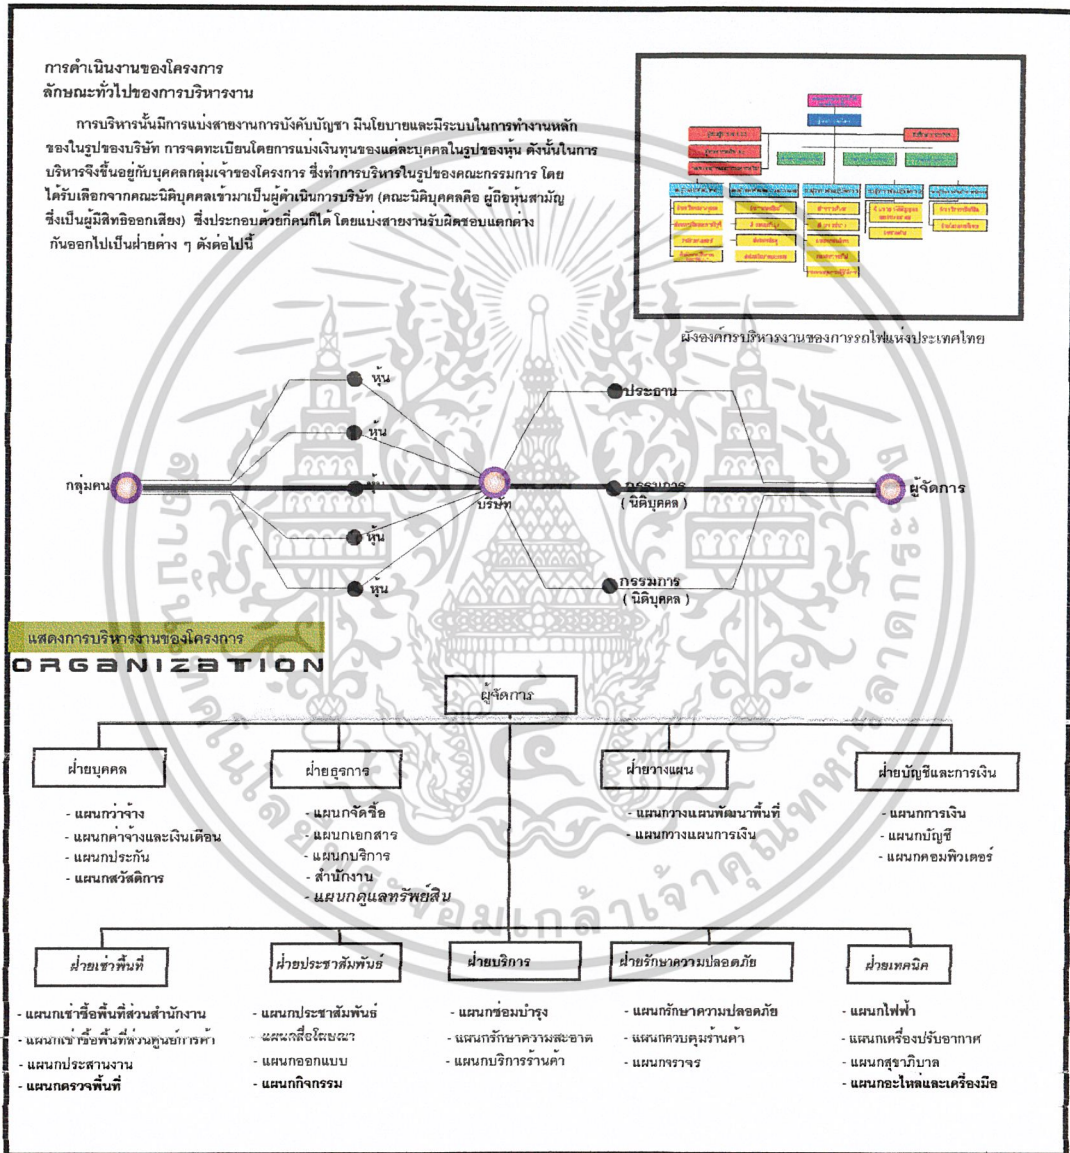 การดำเนินงานของโครงการ
ลักษณะทั่วไปของการบริหารงาน
การบริหารนั้นมีการแบ่งสายงานการบังคับบัญชา มีนโยบายและมีระบบในการทำงานหลัก
ของในรูปของบริษัท การจดทะเบียนโดยการแบ่งเงินทุนของแต่ละบุคคลในรูปของหุ้น ดังนั้นในการ
บริหารจึงขึ้นอยู่กับบุคคลกลุ่มเจ้าของโครงการ ซึ่งทำการบริหารในรูปของคณะกรรมการ โดย
ได้รับเลือกจากคณะนิติบุคคลเข้ามาเป็นผู้ดำเนินการบริษัท (คณะนิติบุคคลคือ ผู้ถือหุ้นสามัญ
ซึ่งเป็นผู้มีสิทธิออกเสียง) ซึ่งประกอบด้วยกี่คนก็ได้ โดยแบ่งสายงานรับผิดชอบแตกต่าง
กันออกไปเป็นฝ่ายต่าง ๆ ดังต่อไปนี้
ผังองค์กรบริหารงานของการรถไฟแห่งประเทศไทย
หุ้น
ประธาน
หุ้น
กลุ่มคน
หุ้น
บริษัท
กรรมการ
( นิติบุคคล )
ผู้จัดการ
หุ้น
หุ้น
กรรมการ
( นิติบุคคล )
แสดงการบริหารงานของโครงการ
ORGANIZATION
ผู้จัดการ
ฝ่ายบุคคล
- แผนกว่าจ้าง
- แผนกค่าจ้างและเงินเดือน
- แผนกประกัน
- แผนกสวัสดิการ
ฝ่ายธุรการ
- แผนกจัดซื้อ
- แผนกเอกสาร
- แผนกบริการ
- สำนักงาน
- แผนกดูแลทรัพย์สิน
ฝ่ายวางแผน
- แผนกวางแผนพัฒนาพื้นที่
- แผนกวางแผนการเงิน
ฝ่ายบัญชีและการเงิน
- แผนกการเงิน
- แผนกบัญชี
- แผนกคอมพิวเตอร์
ฝ่ายเช่าพื้นที่
- แผนกเช่าซื้อพื้นที่ส่วนสำนักงาน
- แผนกเช่าซื้อพื้นที่ส่วนศูนย์การค้า
- แผนกประสานงาน
- แผนกตรวจพื้นที่
ฝ่ายประชาสัมพันธ์
- แผนกประชาสัมพันธ์
- แผนกสื่อโฆษณา
- แผนกออกแบบ
- แผนกกิจกรรม
ฝ่ายบริการ
- แผนกซ่อมบำรุง
- แผนกรักษาความสะอาด
- แผนกบริการร้านค้า
ฝ่ายรักษาความปลอดภัย
- แผนกรักษาความปลอดภัย
- แผนกควบคุมร้านค้า
- แผนกจราจร
ฝ่ายเทคนิค
- แผนกไฟฟ้า
- แผนกเครื่องปรับอากาศ
- แผนกสุขาภิบาล
- แผนกอะไหล่และเครื่องมือ
สถาบันเทคโนโลยีพระจอมเกล้าเจ้าคุณทหารลาดกระบัง